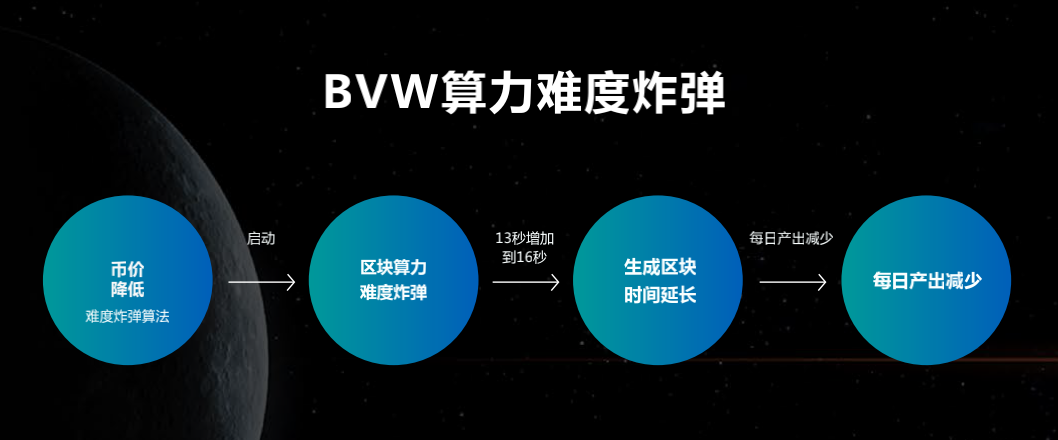 BVW算力难度炸弹
币价
降低
难度炸弹算法
启动
区块算力
难度炸弹
13秒增加
到16秒
生成区块
时间延长
每日产出减少
每日产出减少